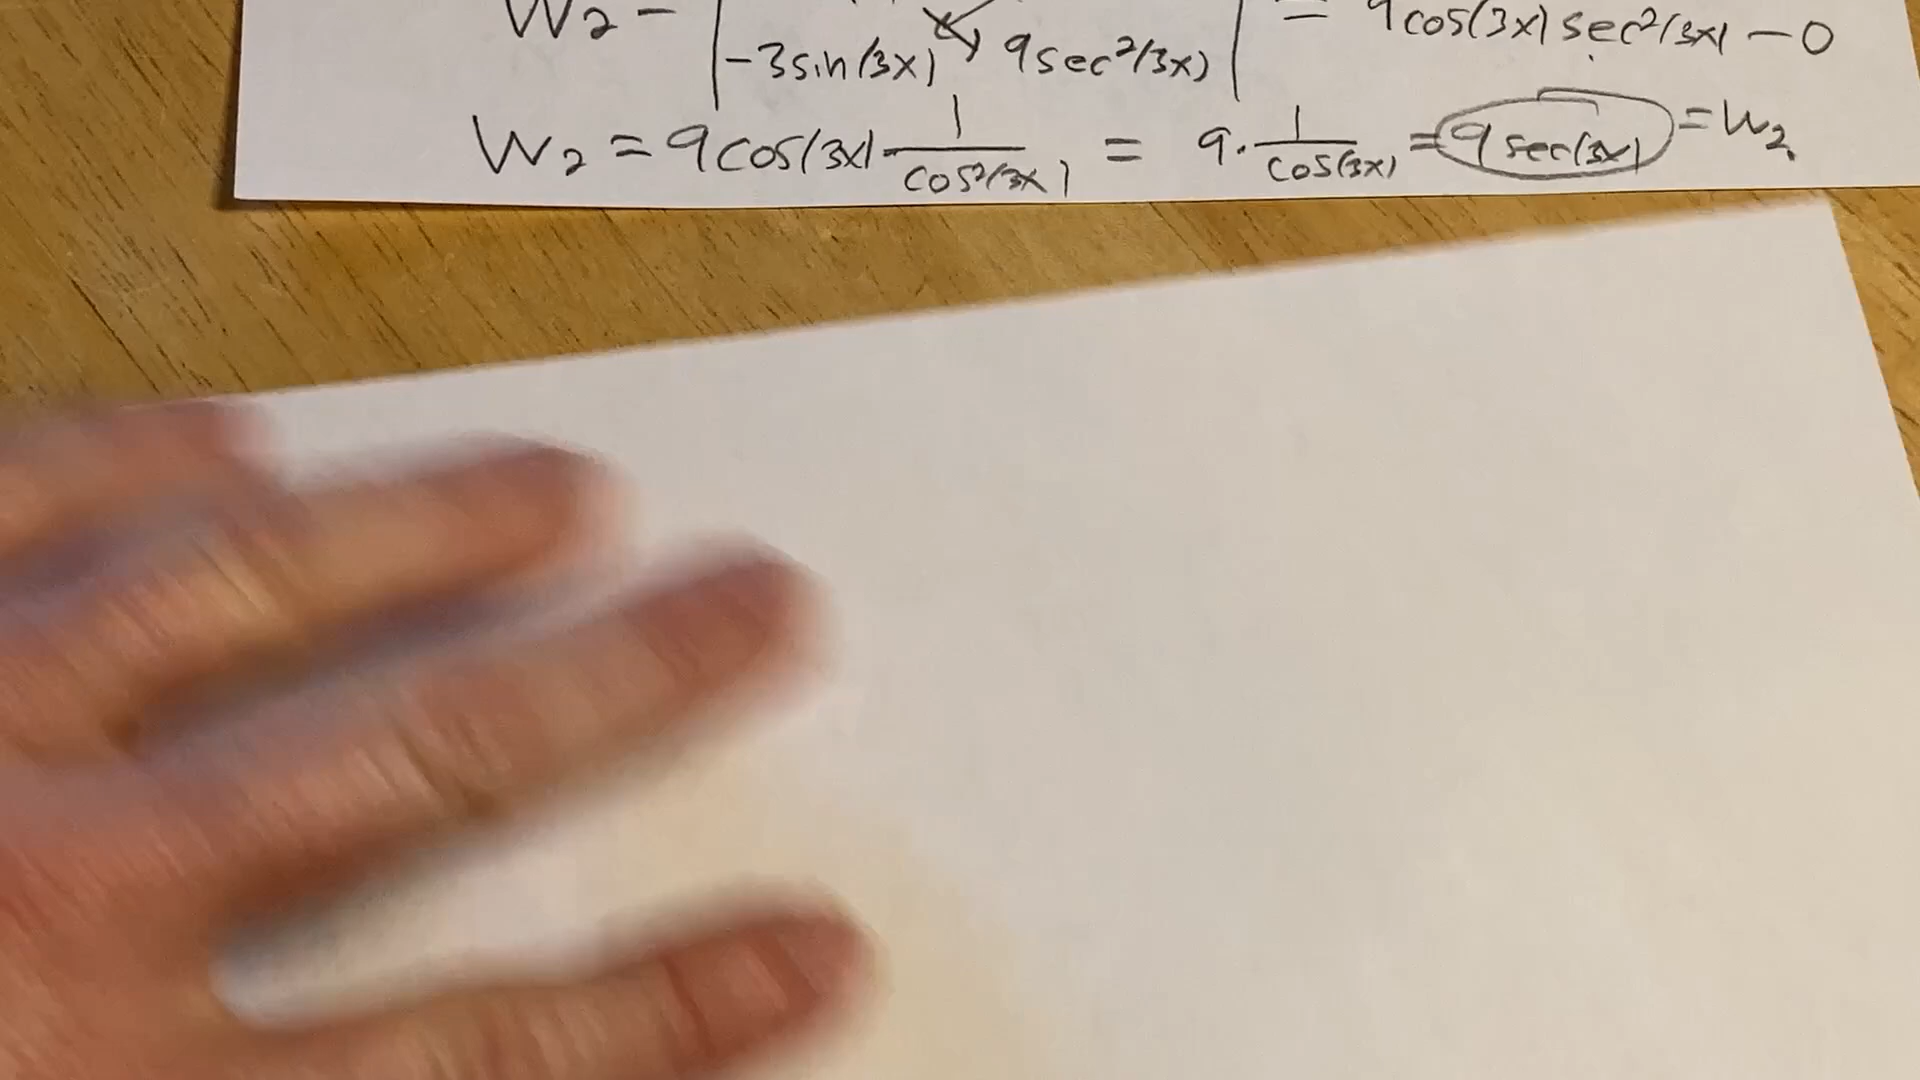 W₂ = | | = 9cos(3x) sec²(3x) - 0
-3sin(3x) 9sec²(3x)
W₂ = 9cos(3x) · 1/cos²(3x) = 9 · 1/cos(3x) = 9 sec(3x) = W₂